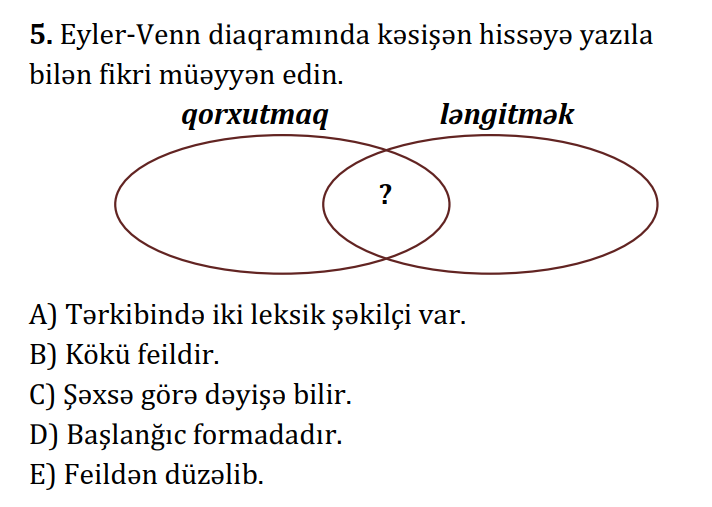 5. Eyler-Venn diaqramında kəsişən hissəyə yazıla
bilən fikri müəyyən edin.
qorxutmaq ləngitmək
?
A) Tərkibində iki leksik şəkilçi var.
B) Kökü feildir.
C) Şəxsə görə dəyişə bilir.
D) Başlanğıc formadadır.
E) Feildən düzəlib.